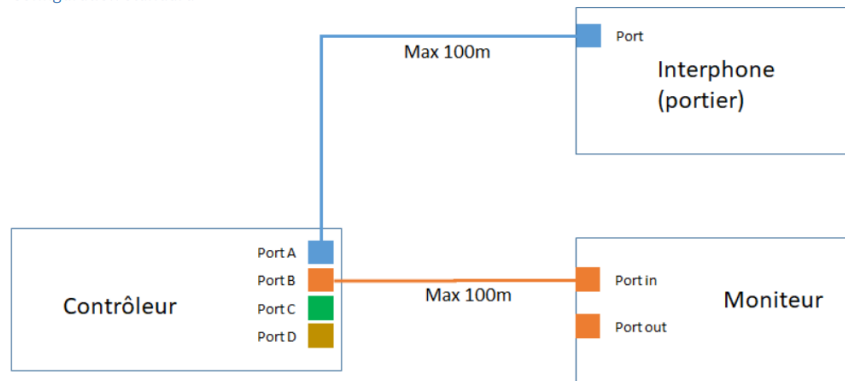 Max 100m
Port
Interphone
(portier)
Port A
Port B
Port C
Port D
Contrôleur
Max 100m
Port in
Port out
Moniteur